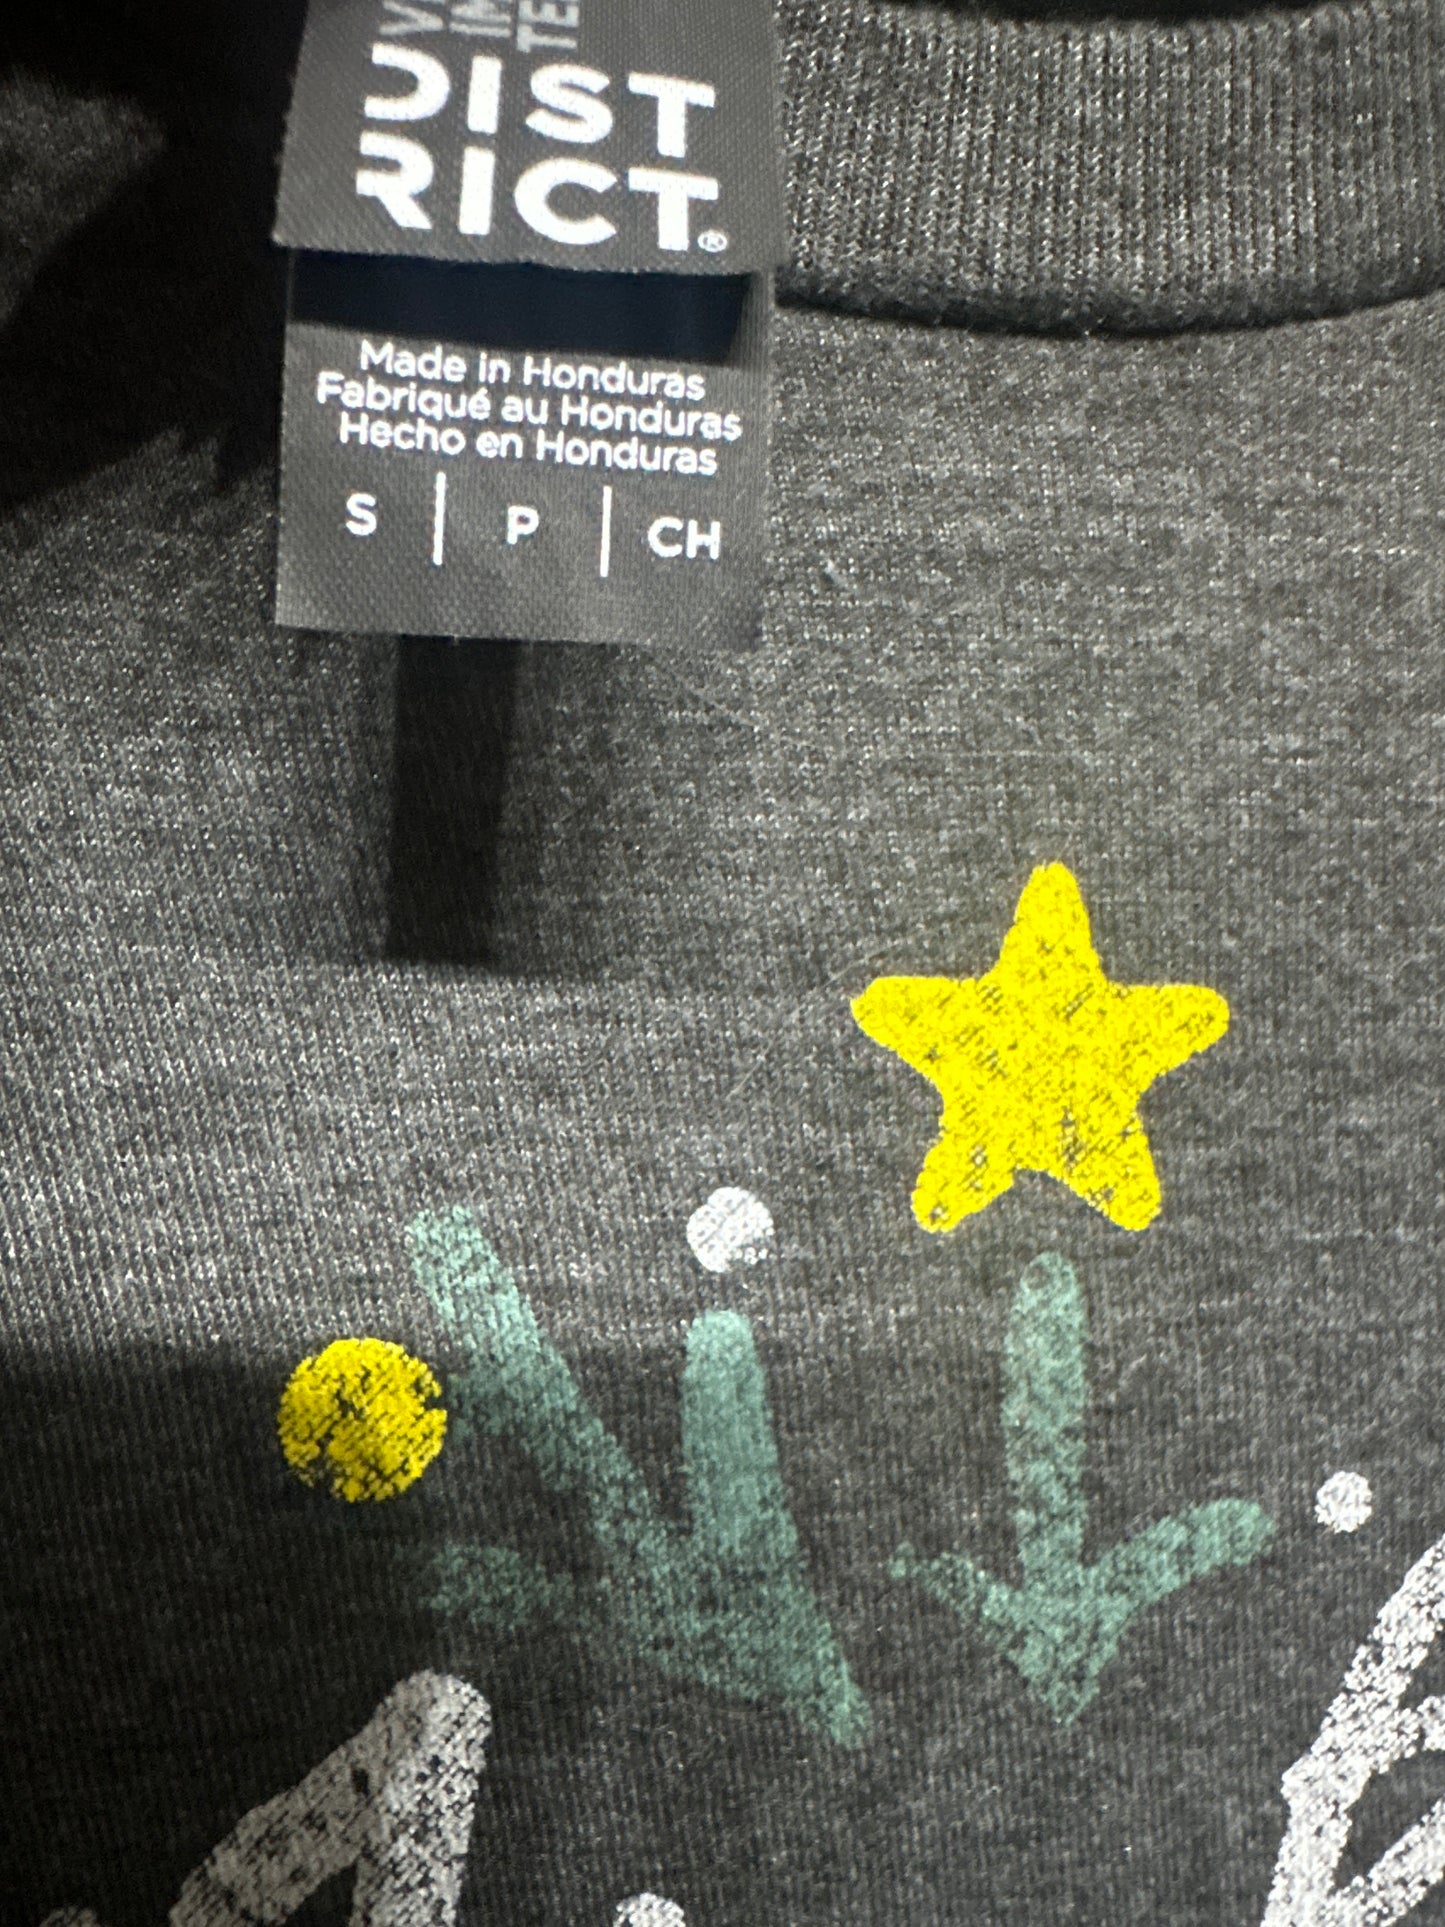 DIST
RICT®
Made in Honduras
Fabriqué au Honduras
Hecho en Honduras
S | P | CH